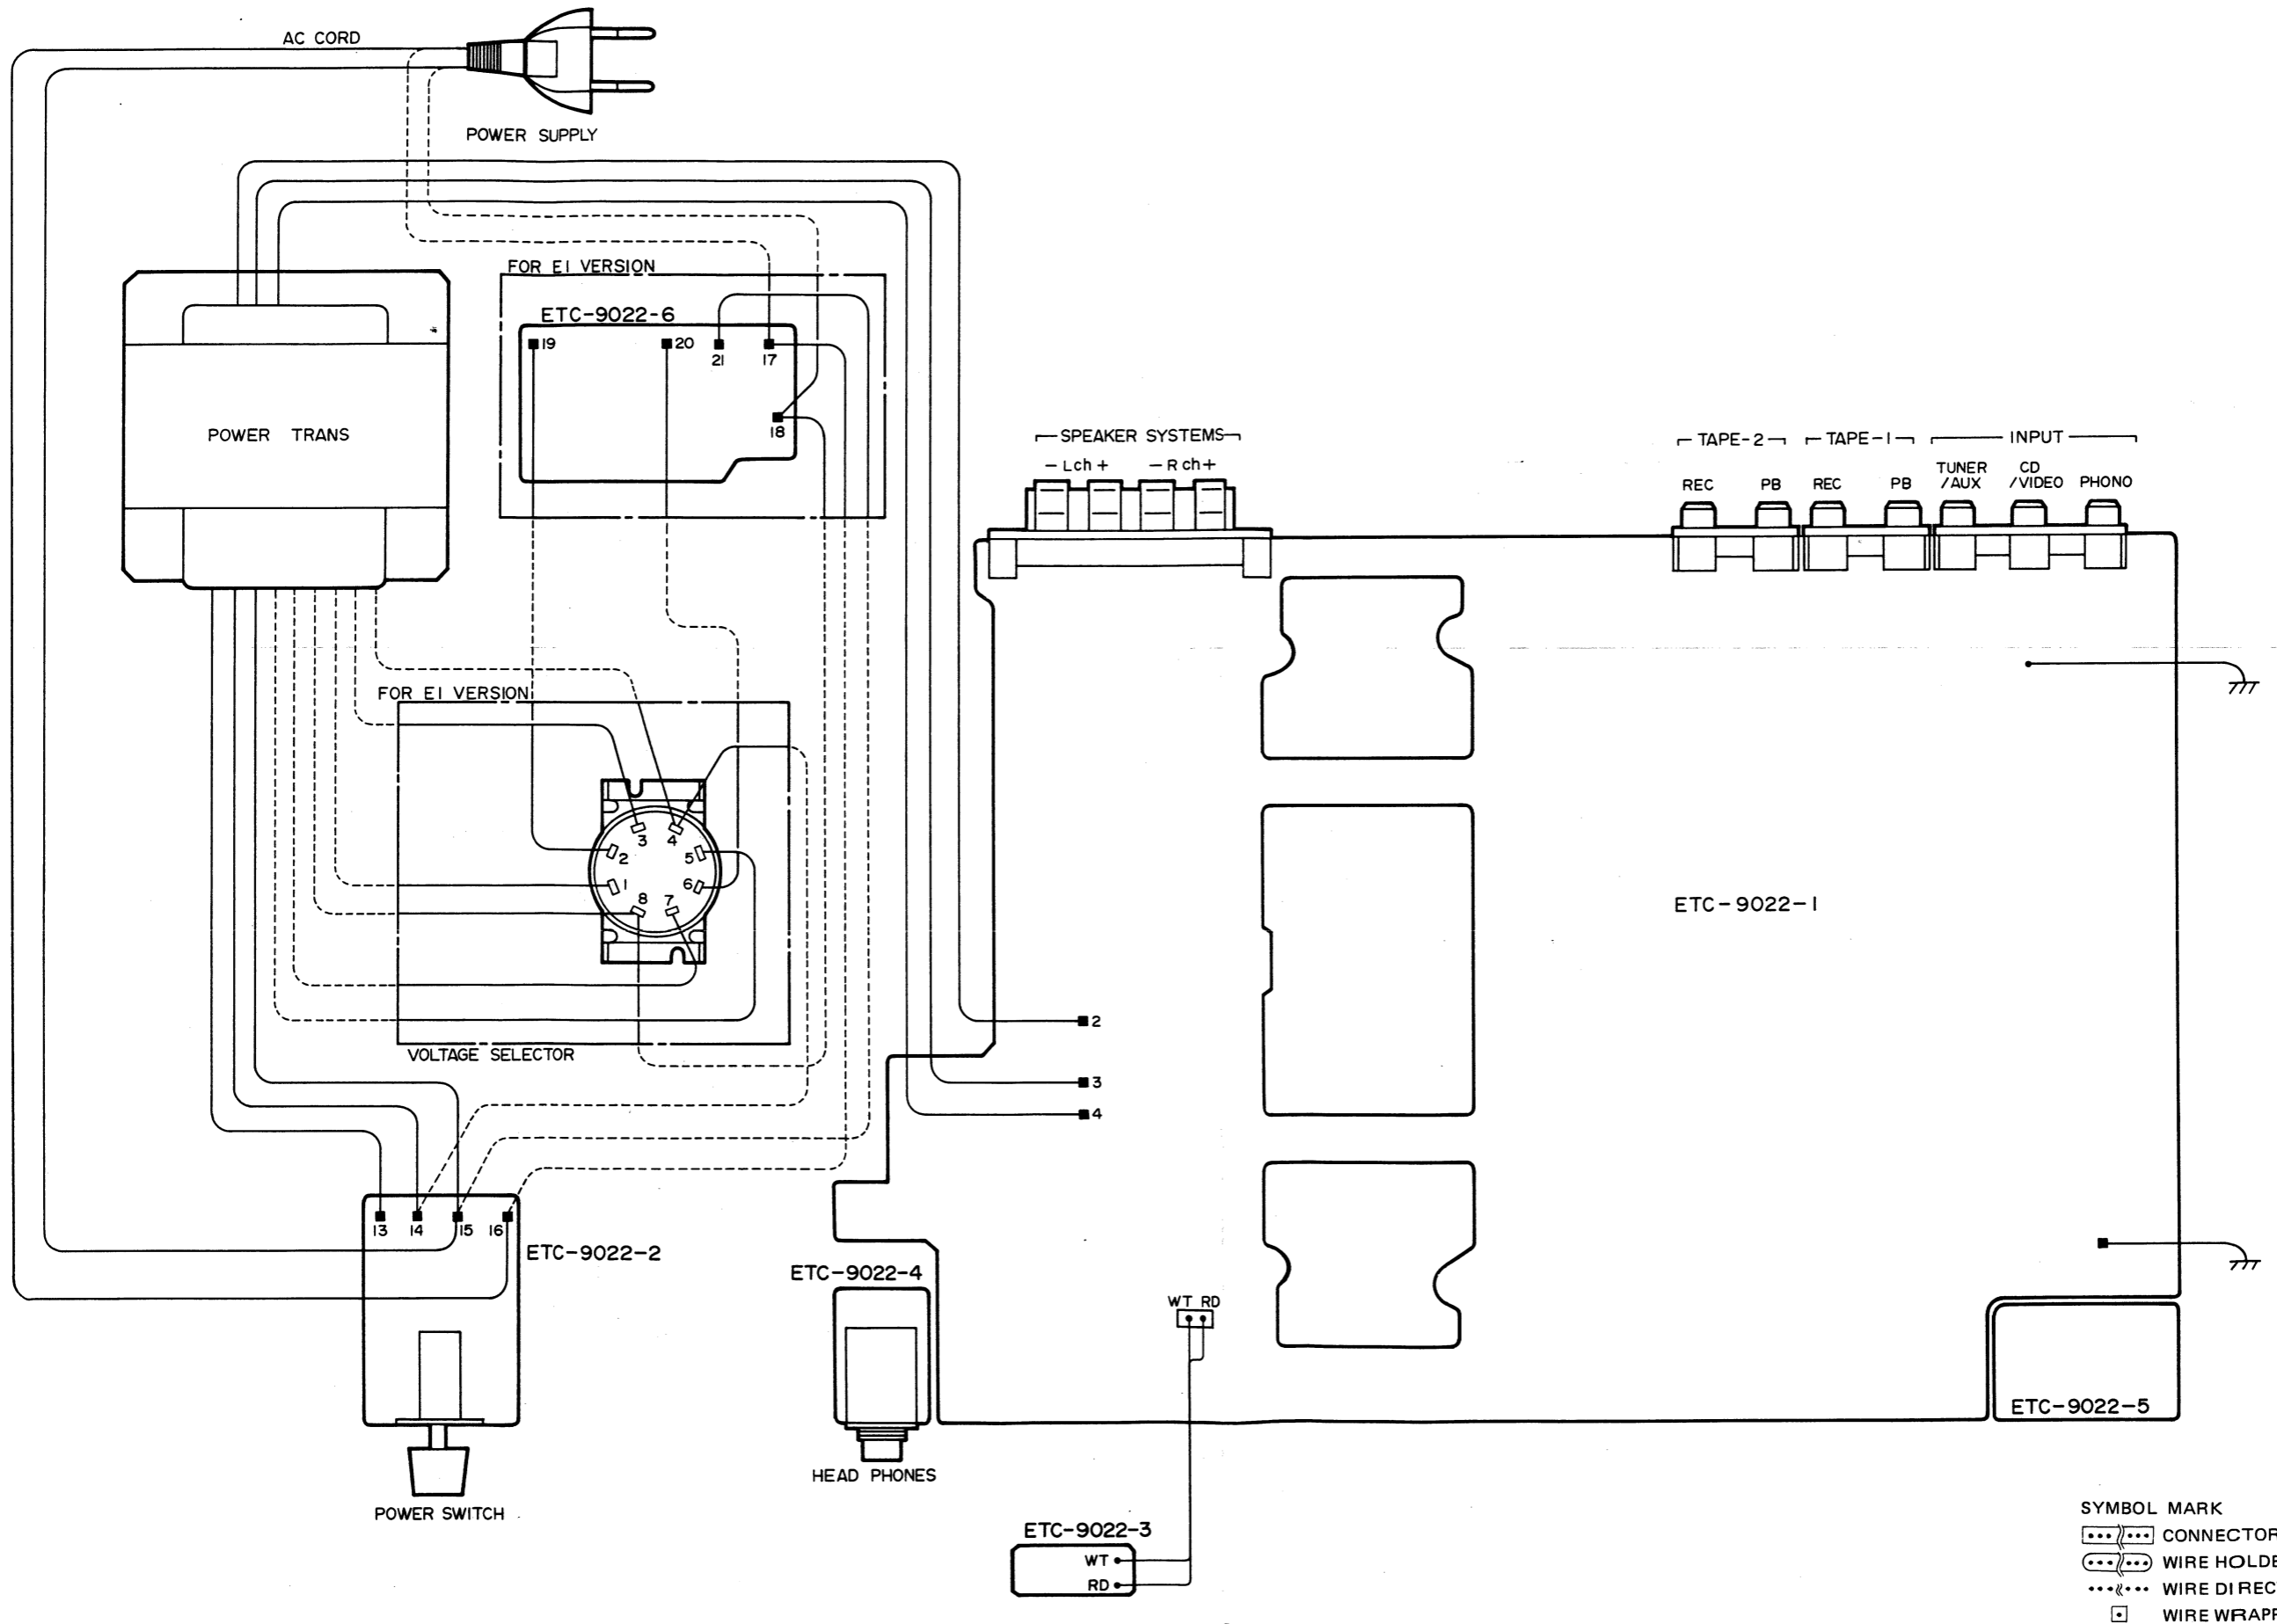 AC CORD
POWER SUPPLY
FOR EI VERSION
ETC-9022-6
19
20
21
17
18
POWER TRANS
SPEAKER SYSTEMS
- Lch + - R ch +
TAPE-2 TAPE-1 INPUT
REC PB REC PB TUNER /AUX CD /VIDEO PHONO
FOR EI VERSION
3 4
2 5
1 6
8 7
VOLTAGE SELECTOR
ETC-9022-1
2
3
4
13 14 15 16
ETC-9022-2
POWER SWITCH
ETC-9022-4
HEAD PHONES
WT RD
ETC-9022-3
WT
RD
ETC-9022-5
SYMBOL MARK
CONNECTOR
WIRE HOLDE
WIRE DIREC
WIRE WRAPP